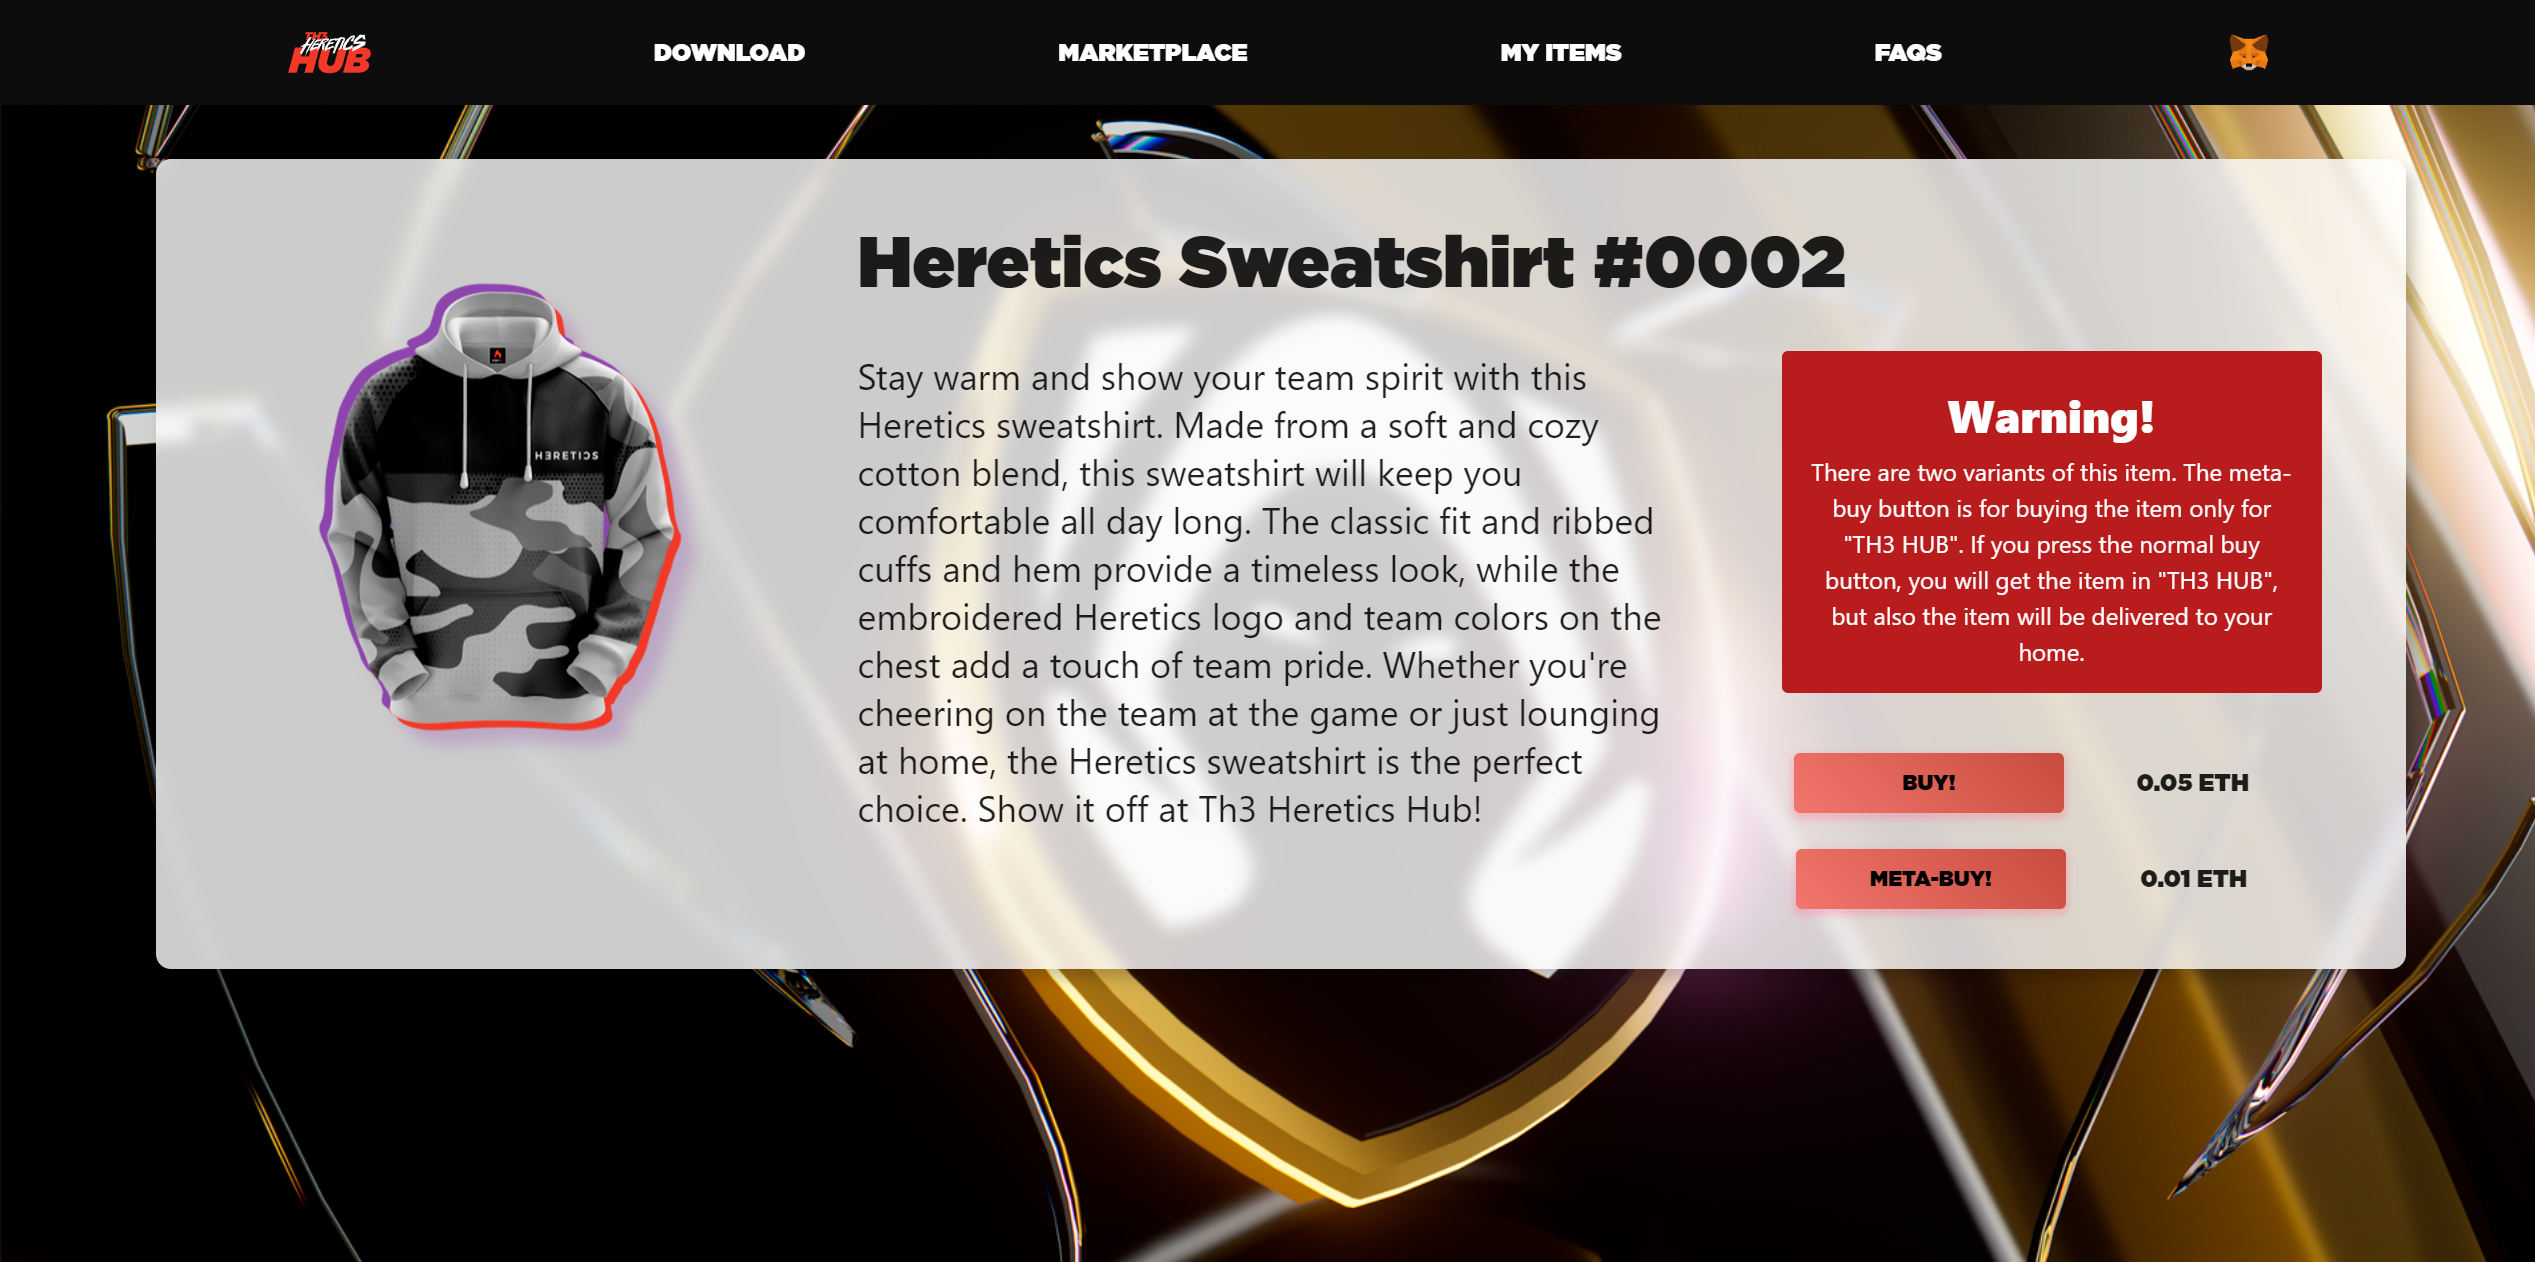 TH3
HERETICS
HUB
DOWNLOAD
MARKETPLACE
MY ITEMS
FAQS
Heretics Sweatshirt #0002
HERETICS
Stay warm and show your team spirit with this
Heretics sweatshirt. Made from a soft and cozy
cotton blend, this sweatshirt will keep you
comfortable all day long. The classic fit and ribbed
cuffs and hem provide a timeless look, while the
embroidered Heretics logo and team colors on the
chest add a touch of team pride. Whether you're
cheering on the team at the game or just lounging
at home, the Heretics sweatshirt is the perfect
choice. Show it off at Th3 Heretics Hub!
Warning!
There are two variants of this item. The meta-
buy button is for buying the item only for
"TH3 HUB". If you press the normal buy
button, you will get the item in "TH3 HUB",
but also the item will be delivered to your
home.
BUY!
0.05 ETH
META-BUY!
0.01 ETH